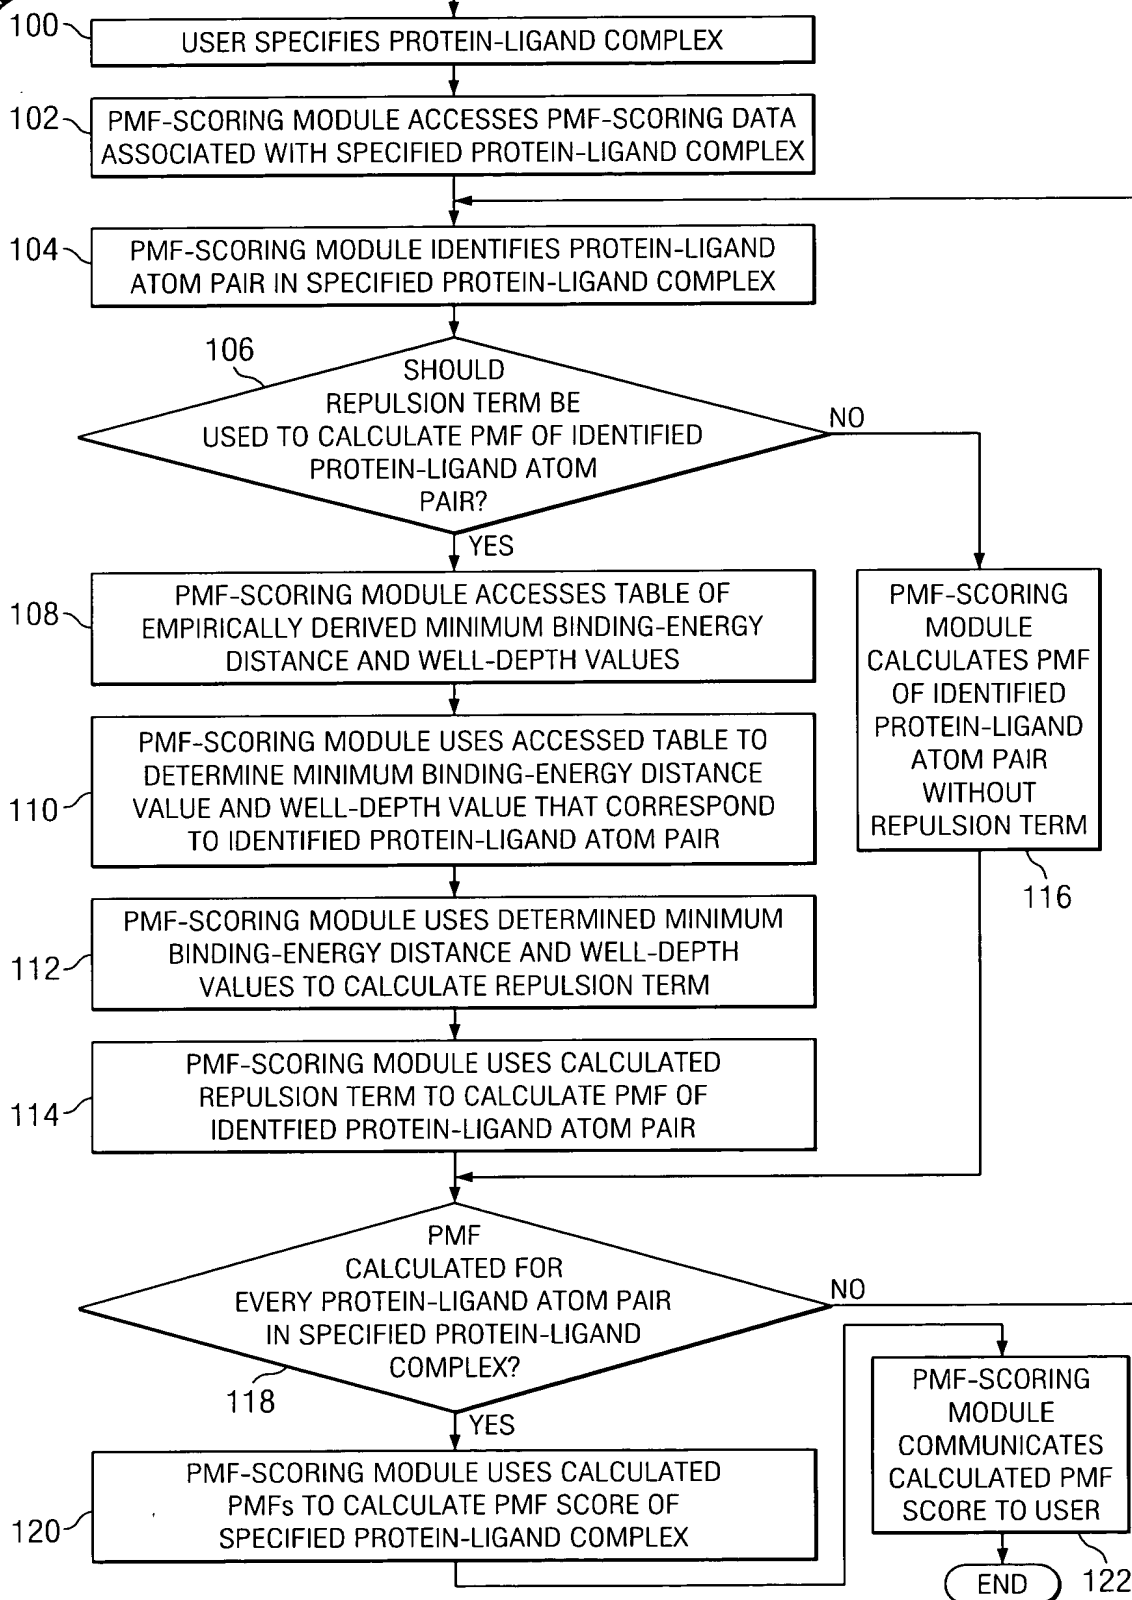 100
USER SPECIFIES PROTEIN-LIGAND COMPLEX
102
PMF-SCORING MODULE ACCESSES PMF-SCORING DATA
ASSOCIATED WITH SPECIFIED PROTEIN-LIGAND COMPLEX
104
PMF-SCORING MODULE IDENTIFIES PROTEIN-LIGAND
ATOM PAIR IN SPECIFIED PROTEIN-LIGAND COMPLEX
106
SHOULD
REPULSION TERM BE
USED TO CALCULATE PMF OF IDENTIFIED
PROTEIN-LIGAND ATOM
PAIR?
NO
YES
108
PMF-SCORING MODULE ACCESSES TABLE OF
EMPIRICALLY DERIVED MINIMUM BINDING-ENERGY
DISTANCE AND WELL-DEPTH VALUES
110
PMF-SCORING MODULE USES ACCESSED TABLE TO
DETERMINE MINIMUM BINDING-ENERGY DISTANCE
VALUE AND WELL-DEPTH VALUE THAT CORRESPOND
TO IDENTIFIED PROTEIN-LIGAND ATOM PAIR
PMF-SCORING
MODULE
CALCULATES PMF
OF IDENTIFIED
PROTEIN-LIGAND
ATOM PAIR
WITHOUT
REPULSION TERM
116
112
PMF-SCORING MODULE USES DETERMINED MINIMUM
BINDING-ENERGY DISTANCE AND WELL-DEPTH
VALUES TO CALCULATE REPULSION TERM
114
PMF-SCORING MODULE USES CALCULATED
REPULSION TERM TO CALCULATE PMF OF
IDENTFIED PROTEIN-LIGAND ATOM PAIR
PMF
CALCULATED FOR
EVERY PROTEIN-LIGAND ATOM PAIR
IN SPECIFIED PROTEIN-LIGAND
COMPLEX?
118
NO
YES
120
PMF-SCORING MODULE USES CALCULATED
PMFs TO CALCULATE PMF SCORE OF
SPECIFIED PROTEIN-LIGAND COMPLEX
PMF-SCORING
MODULE
COMMUNICATES
CALCULATED PMF
SCORE TO USER
122
END